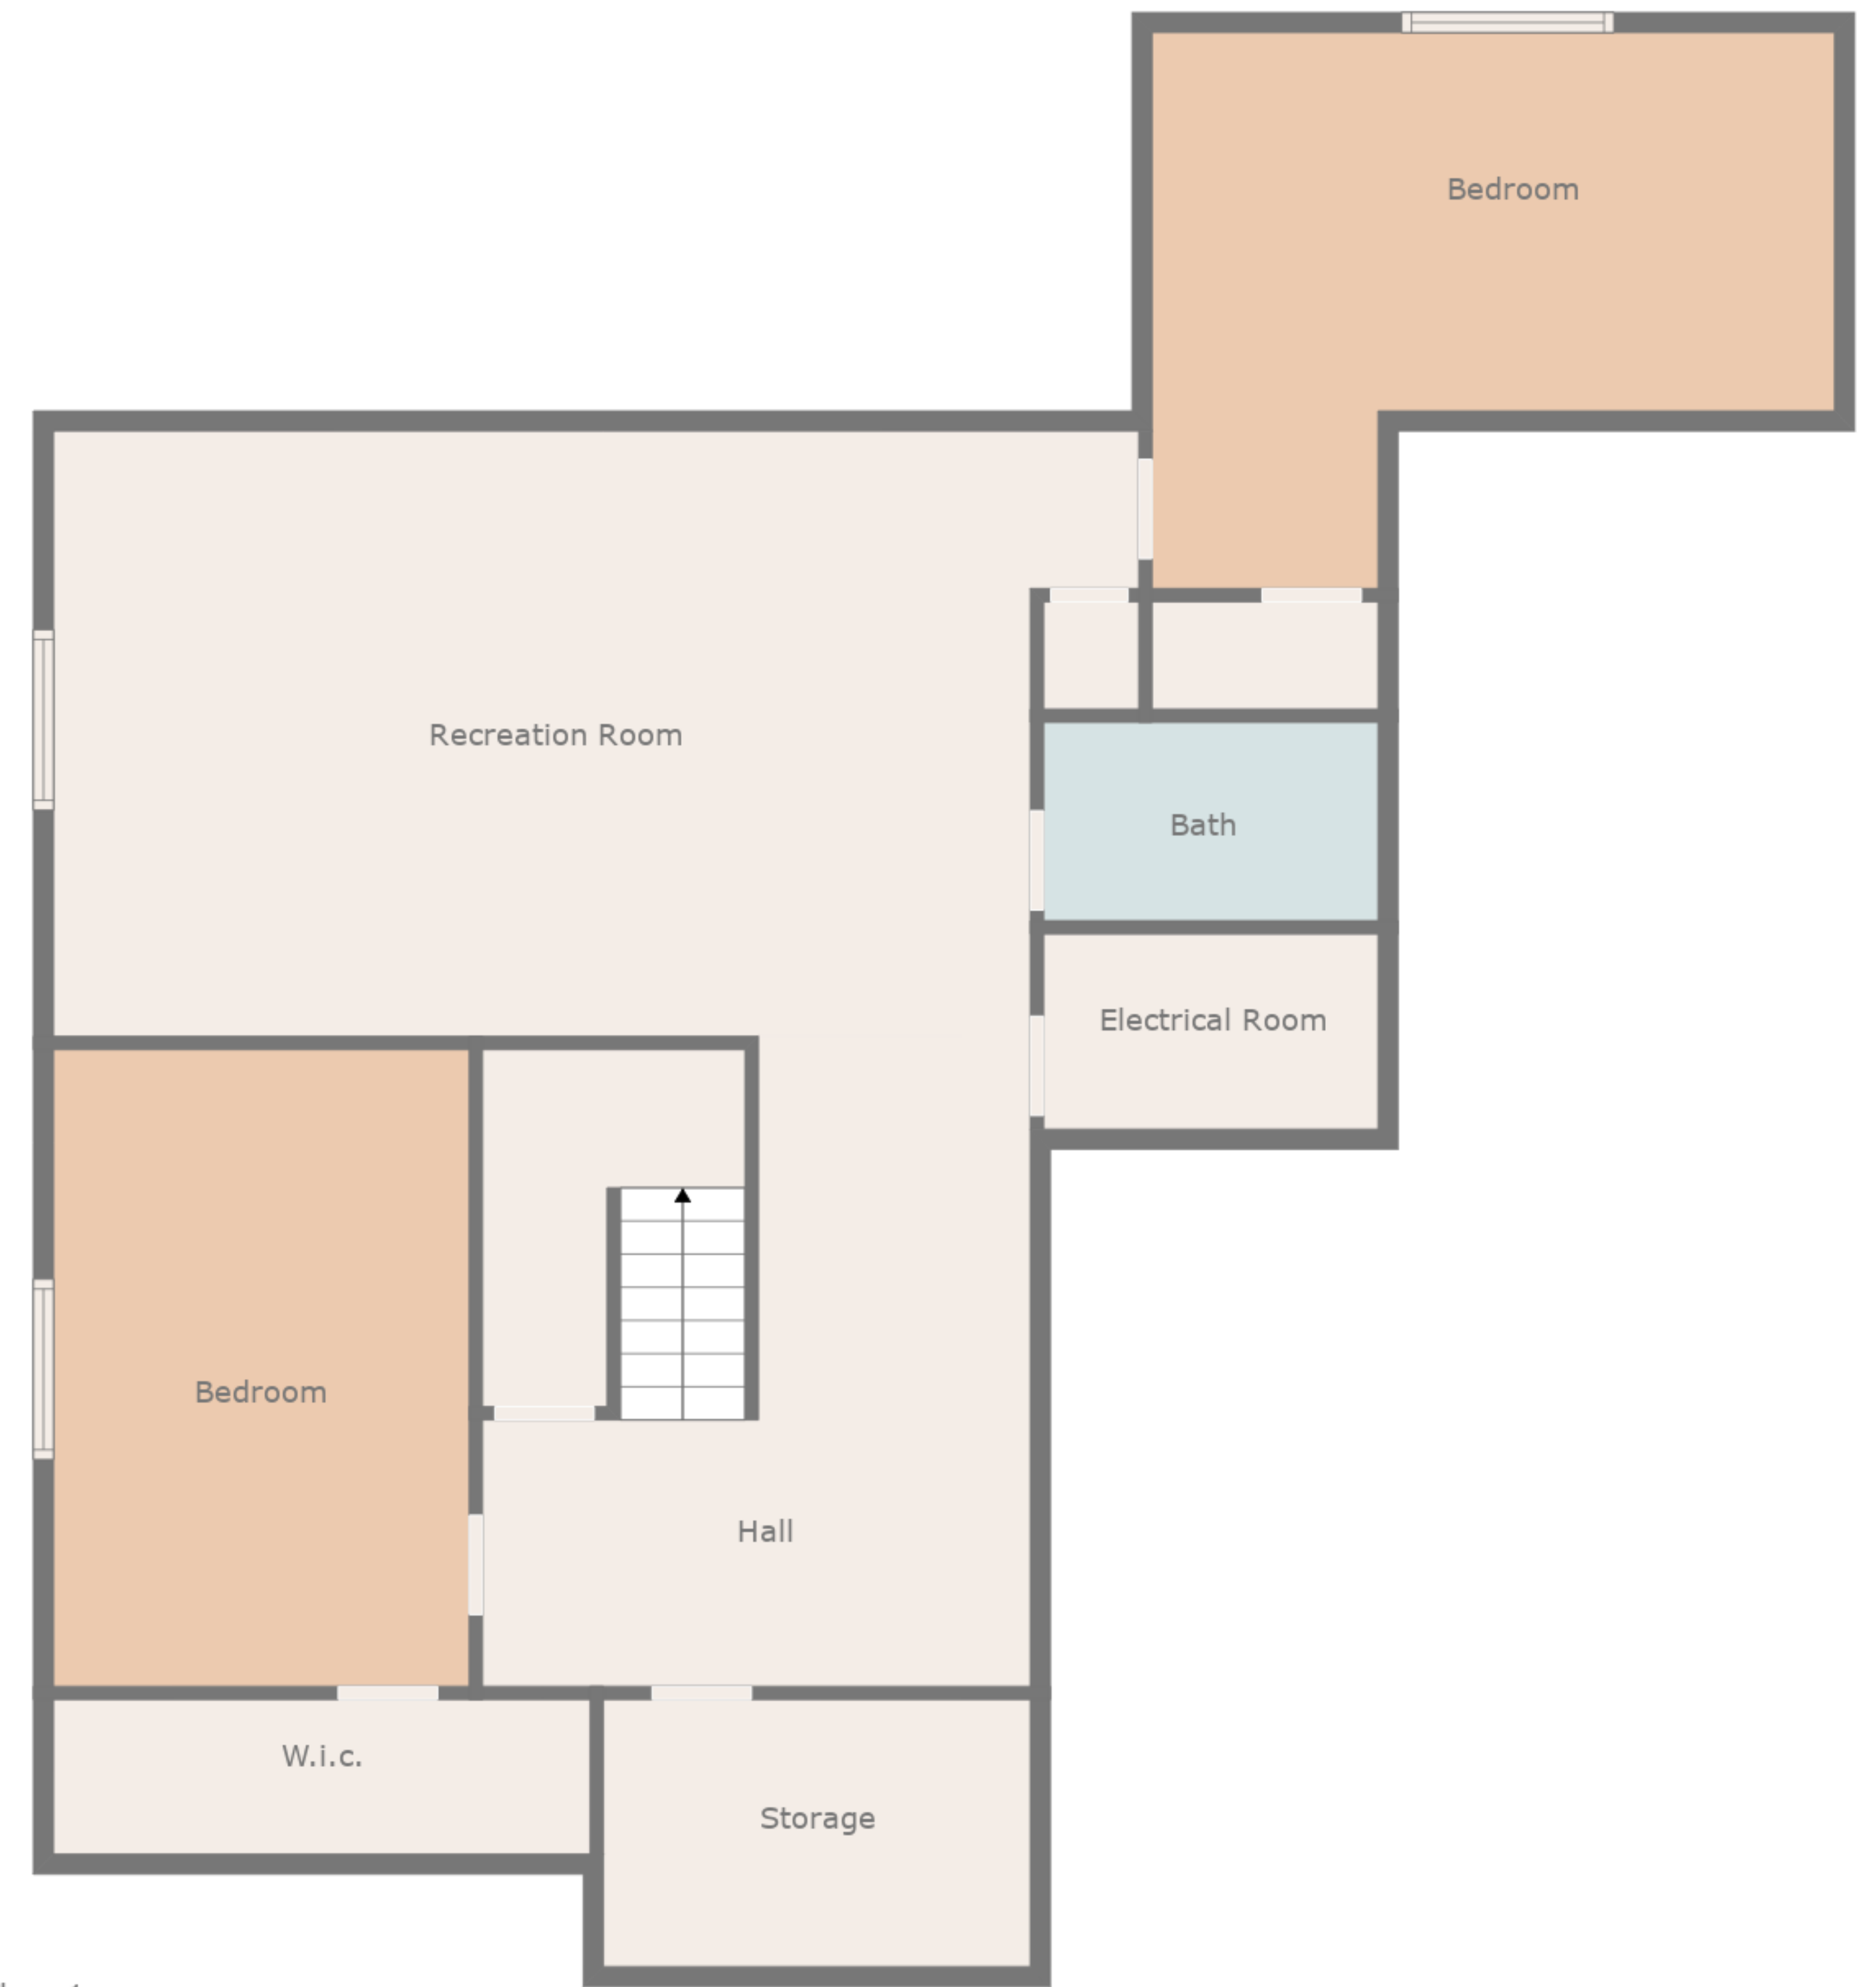 Bedroom
Recreation Room
Bath
Electrical Room
Bedroom
Hall
W.i.c.
Storage